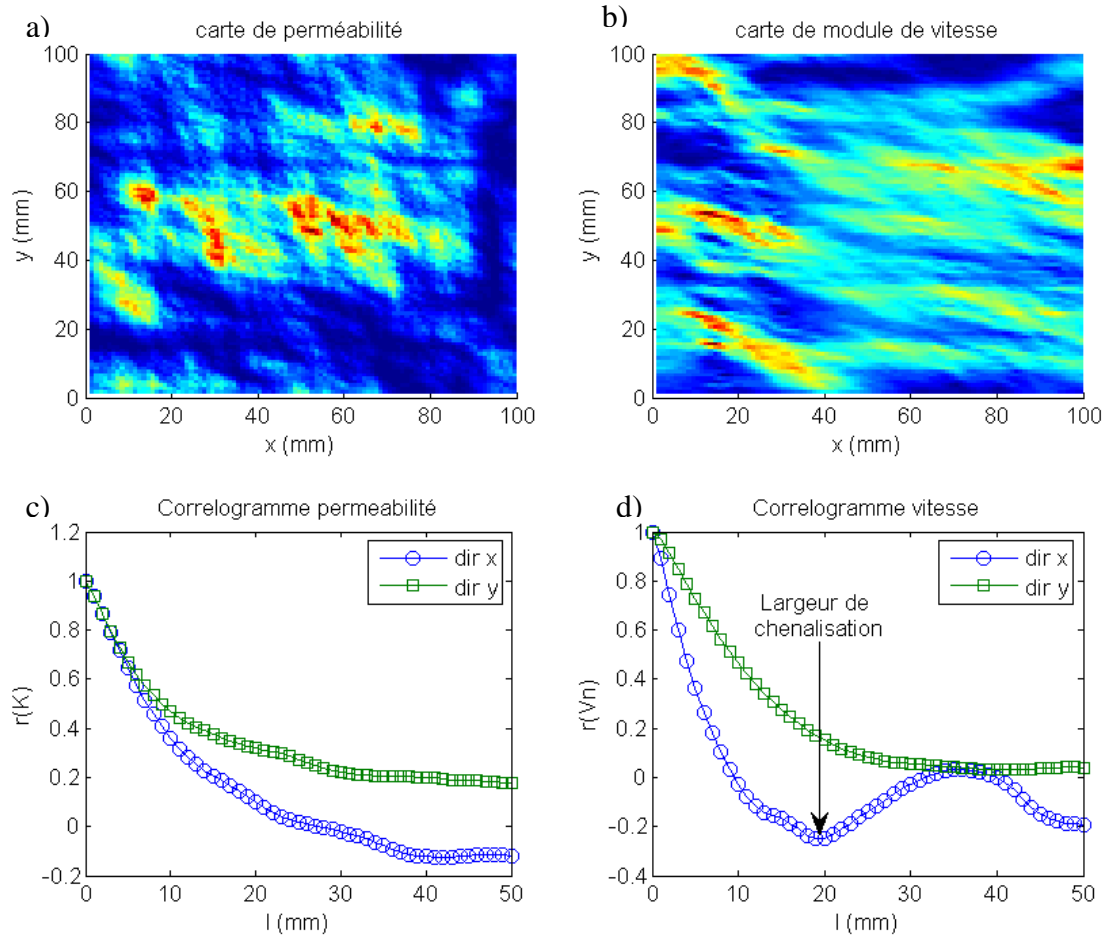 a)
carte de perméabilité
100
80
60
40
20
0
y (mm)
0 20 40 60 80 100
x (mm)
b)
carte de module de vitesse
100
80
60
40
20
0
y (mm)
0 20 40 60 80 100
x (mm)
c)
Correlogramme permeabilité
1.2
1
0.8
0.6
0.4
0.2
0
-0.2
r(K)
dir x
dir y
0 10 20 30 40 50
l (mm)
d)
Correlogramme vitesse
1
0.8
0.6
0.4
0.2
0
-0.2
-0.4
r(Vn)
dir x
dir y
Largeur de
chenalisation
0 10 20 30 40 50
l (mm)